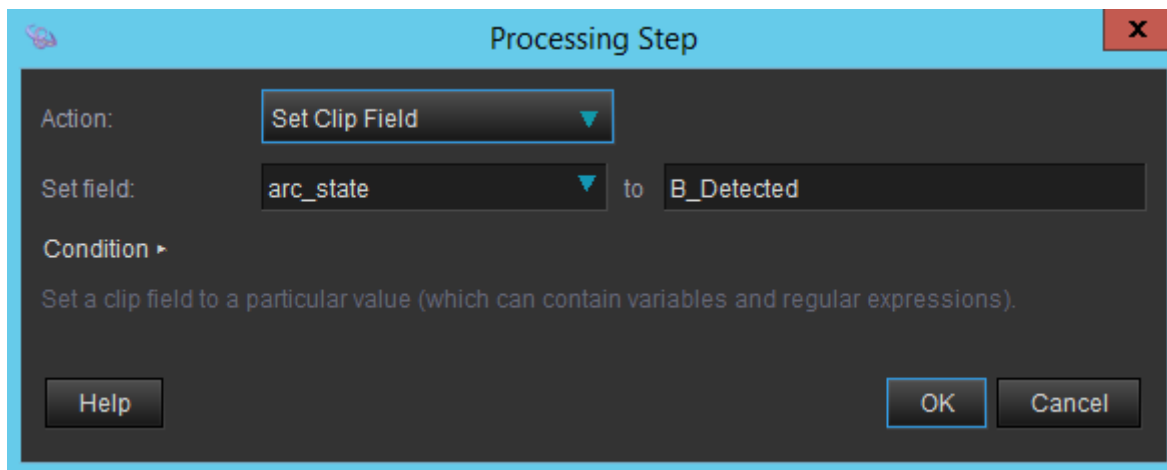 Processing Step
x
Action: Set Clip Field
Set field: arc_state to B_Detected
Condition ▸
Set a clip field to a particular value (which can contain variables and regular expressions).
Help OK Cancel